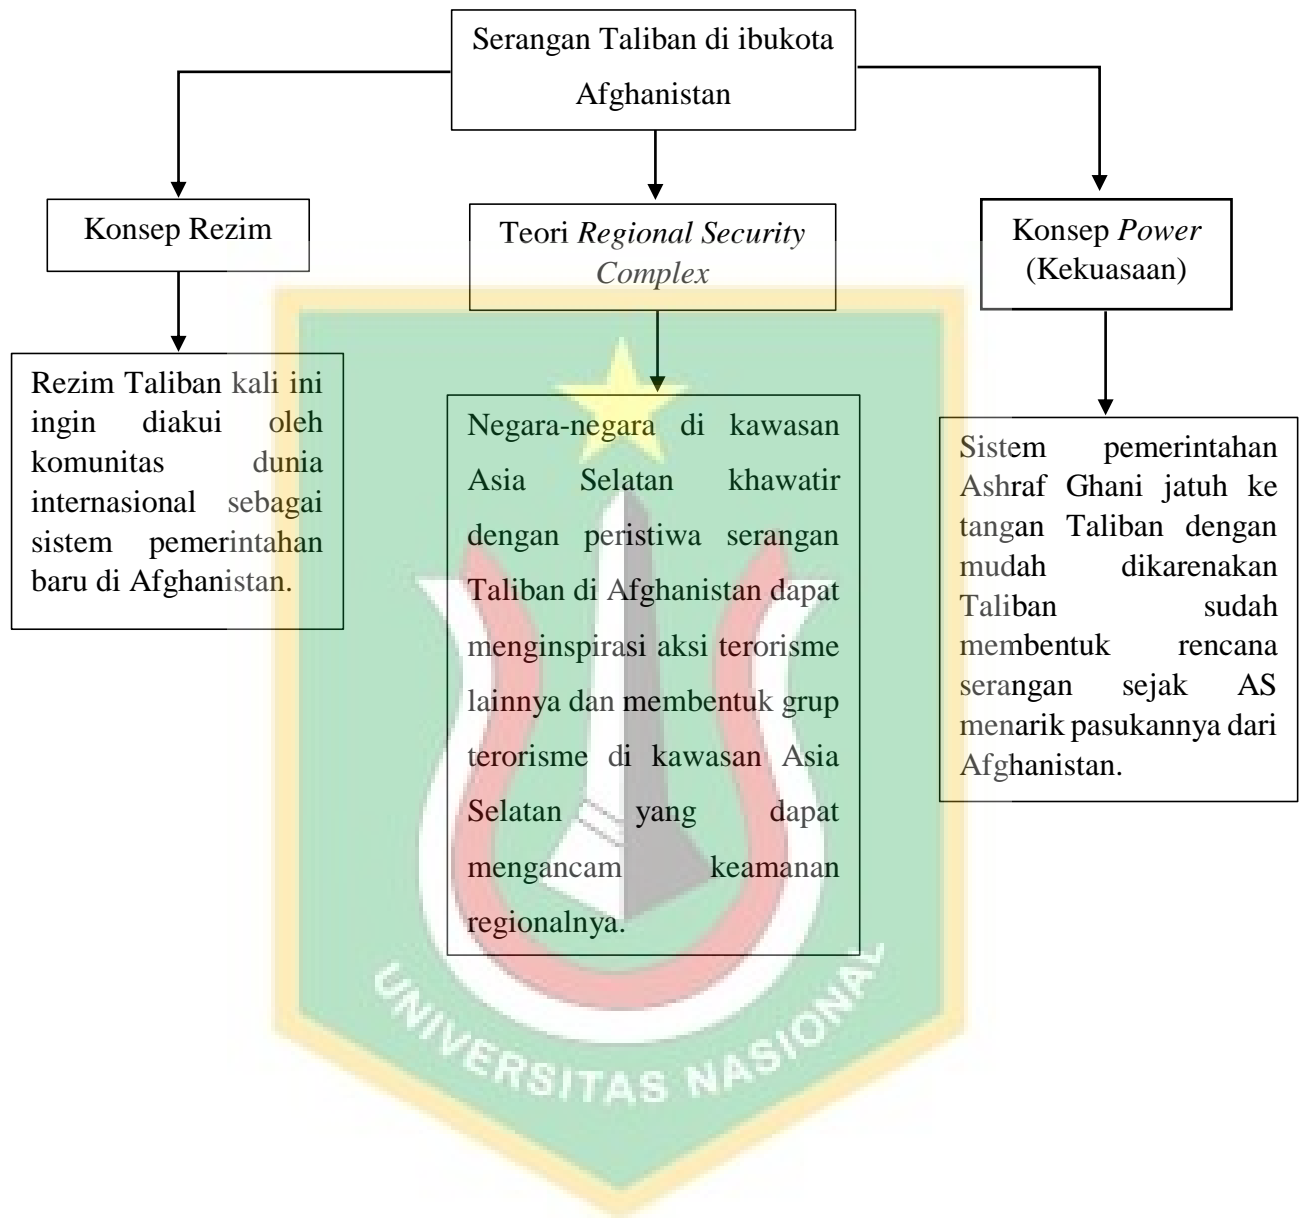 Serangan Taliban di ibukota
Afghanistan
Konsep Rezim
Teori Regional Security
Complex
Konsep Power
(Kekuasaan)
Rezim Taliban kali ini
ingin diakui oleh
komunitas dunia
internasional sebagai
sistem pemerintahan
baru di Afghanistan.
Negara-negara di kawasan
Asia Selatan khawatir
dengan peristiwa serangan
Taliban di Afghanistan dapat
menginspirasi aksi terorisme
lainnya dan membentuk grup
terorisme di kawasan Asia
Selatan yang dapat
mengancam keamanan
regionalnya.
Sistem pemerintahan
Ashraf Ghani jatuh ke
tangan Taliban dengan
mudah dikarenakan
Taliban sudah
membentuk rencana
serangan sejak AS
menarik pasukannya dari
Afghanistan.
UNIVERSITAS NASIONAL